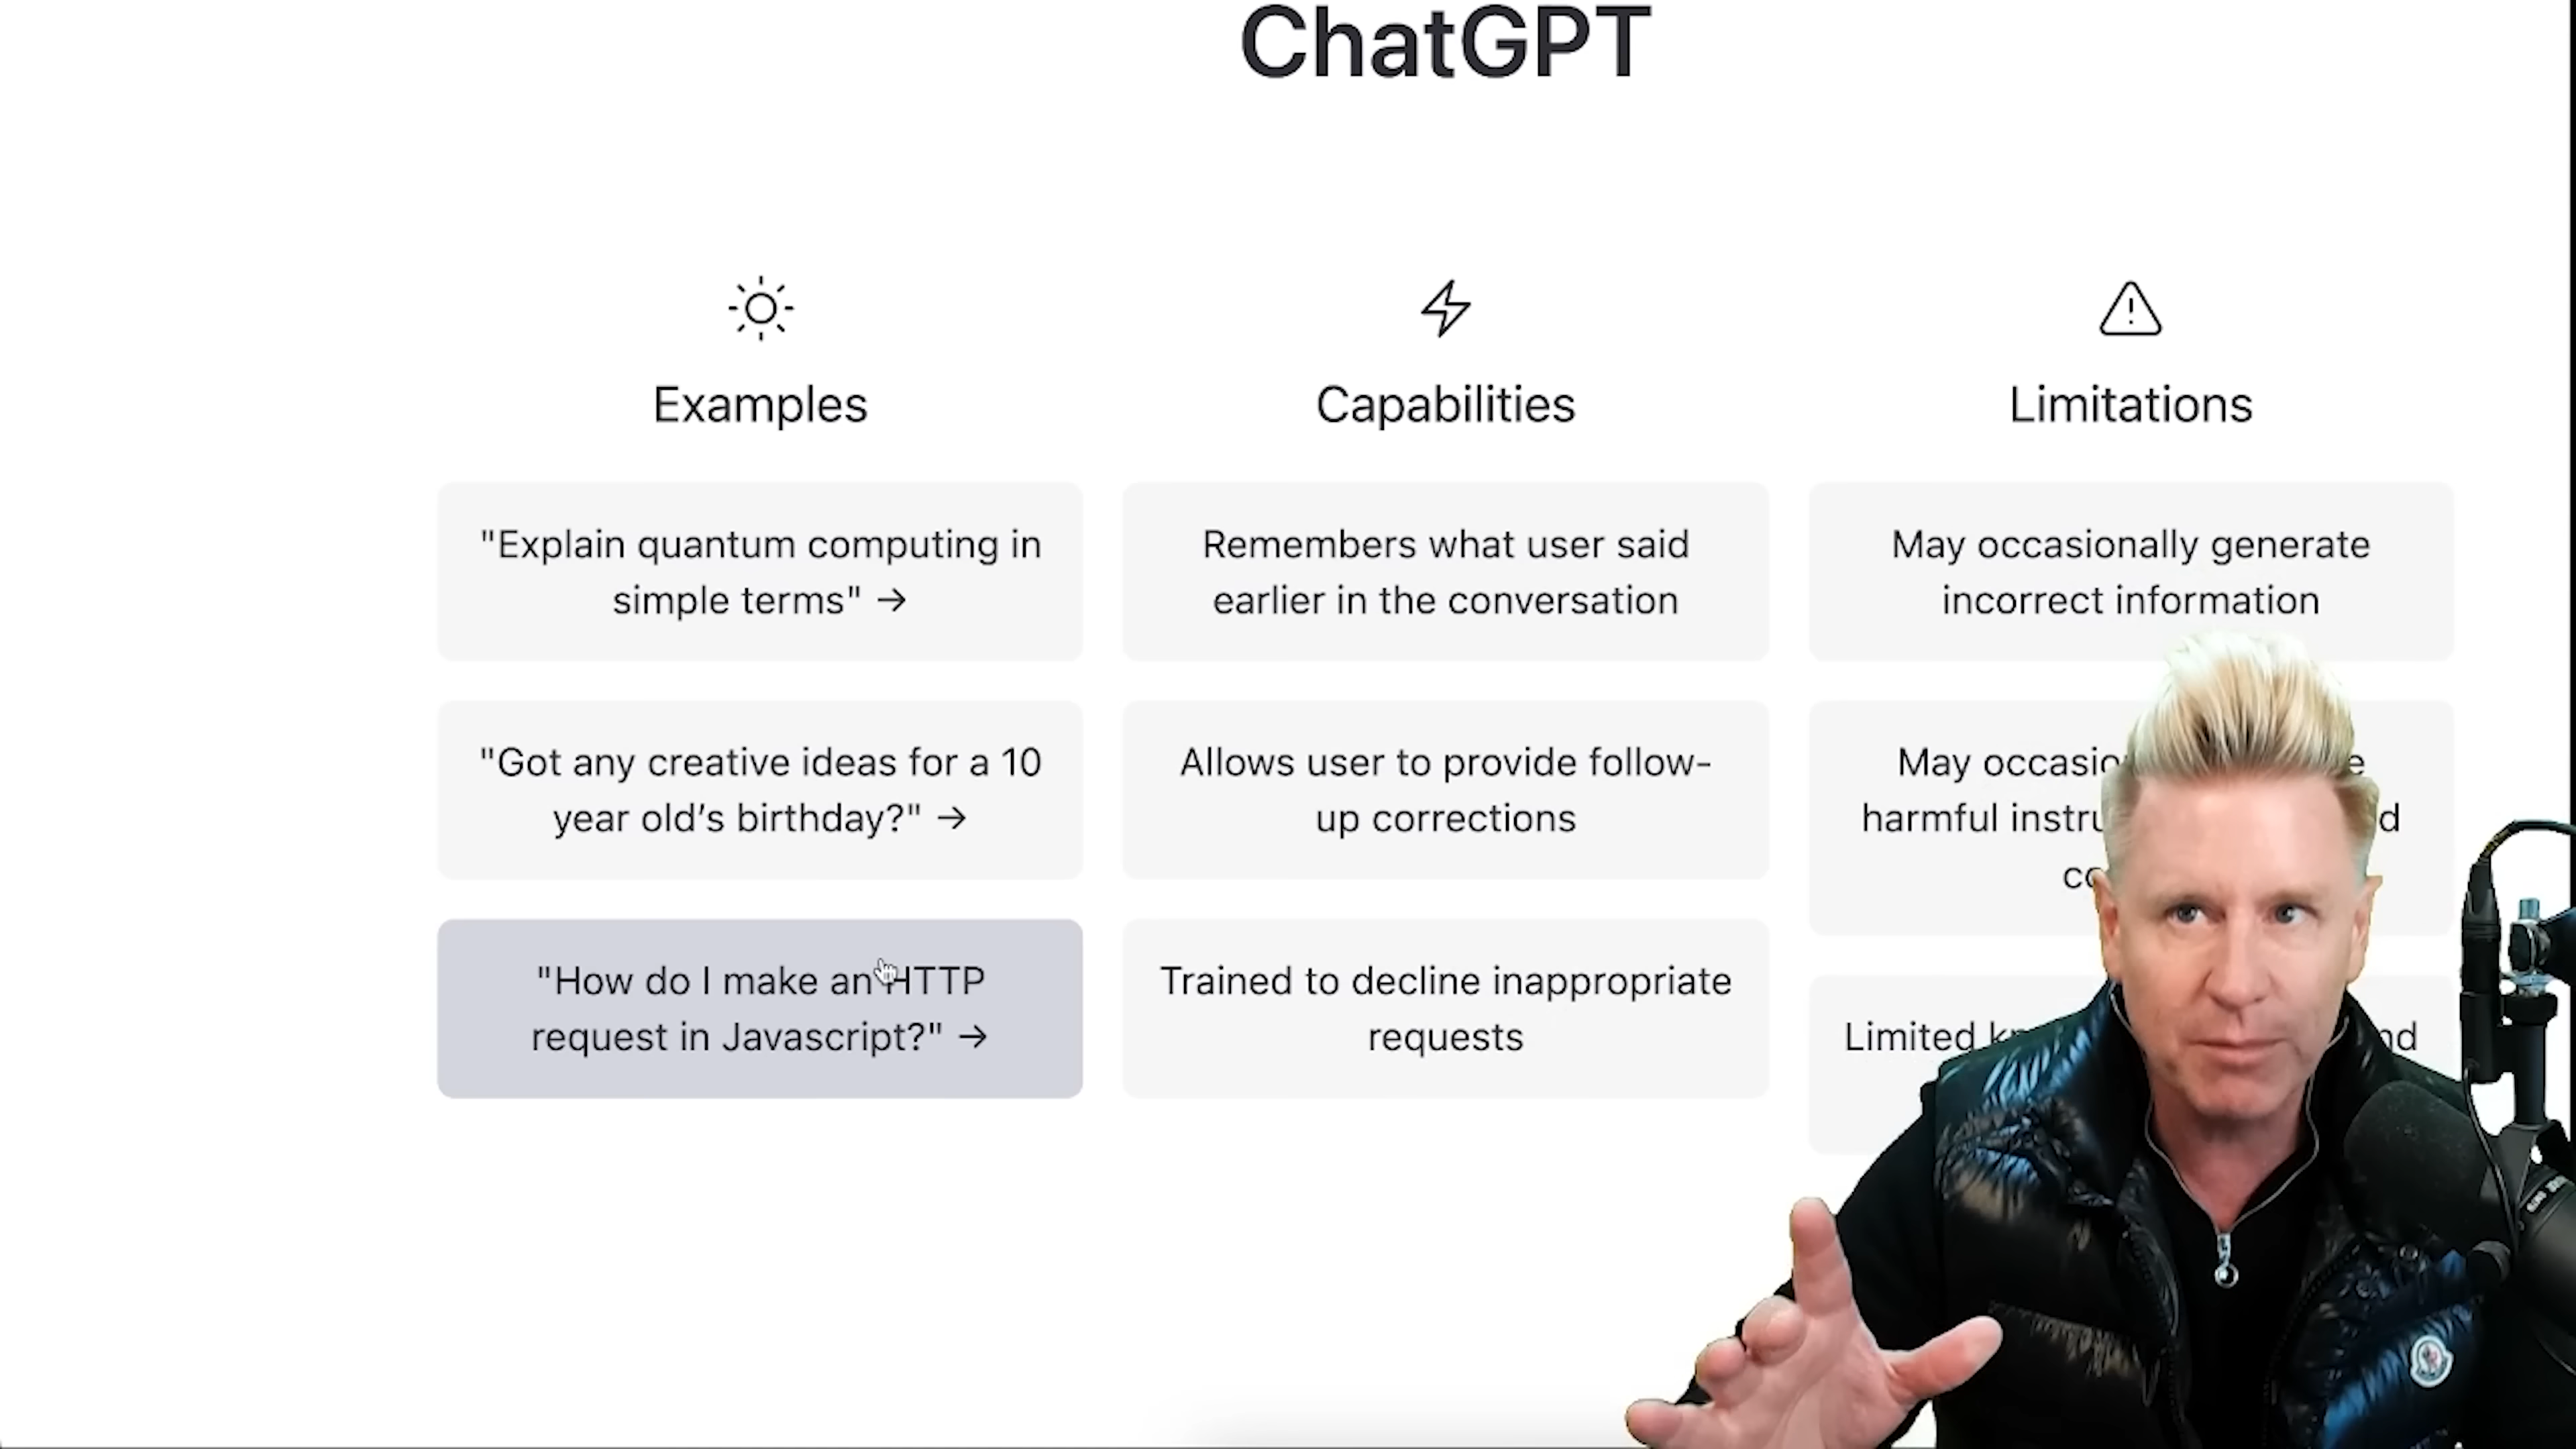 ChatGPT
Examples
"Explain quantum computing in
simple terms" →
"Got any creative ideas for a 10
year old's birthday?" →
"How do I make an HTTP
request in Javascript?" →
Capabilities
Remembers what user said
earlier in the conversation
Allows user to provide follow-
up corrections
Trained to decline inappropriate
requests
Limitations
May occasionally generate
incorrect information
May
harmful
Limited